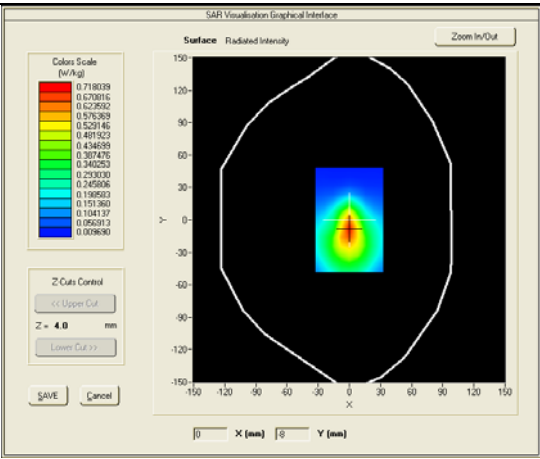 SAR Visualisation Graphical Interface
Surface Radiated Intensity
Zoom In/Out
Colors Scale
(W/kg)
0.718039
0.670816
0.623592
0.576369
0.529146
0.481923
0.434699
0.387476
0.340253
0.293030
0.245806
0.198583
0.151360
0.104137
0.056913
0.009690
Z-Cuts Control
<< Upper Cut
Z = 4.0 mm
Lower Cut >>
SAVE Cancel
150
120
90
60
30
0
-30
-60
-90
-120
-150
Y
-150 -120 -90 -60 -30 0 30 60 90 120 150
X
0 X (mm) -8 Y (mm)